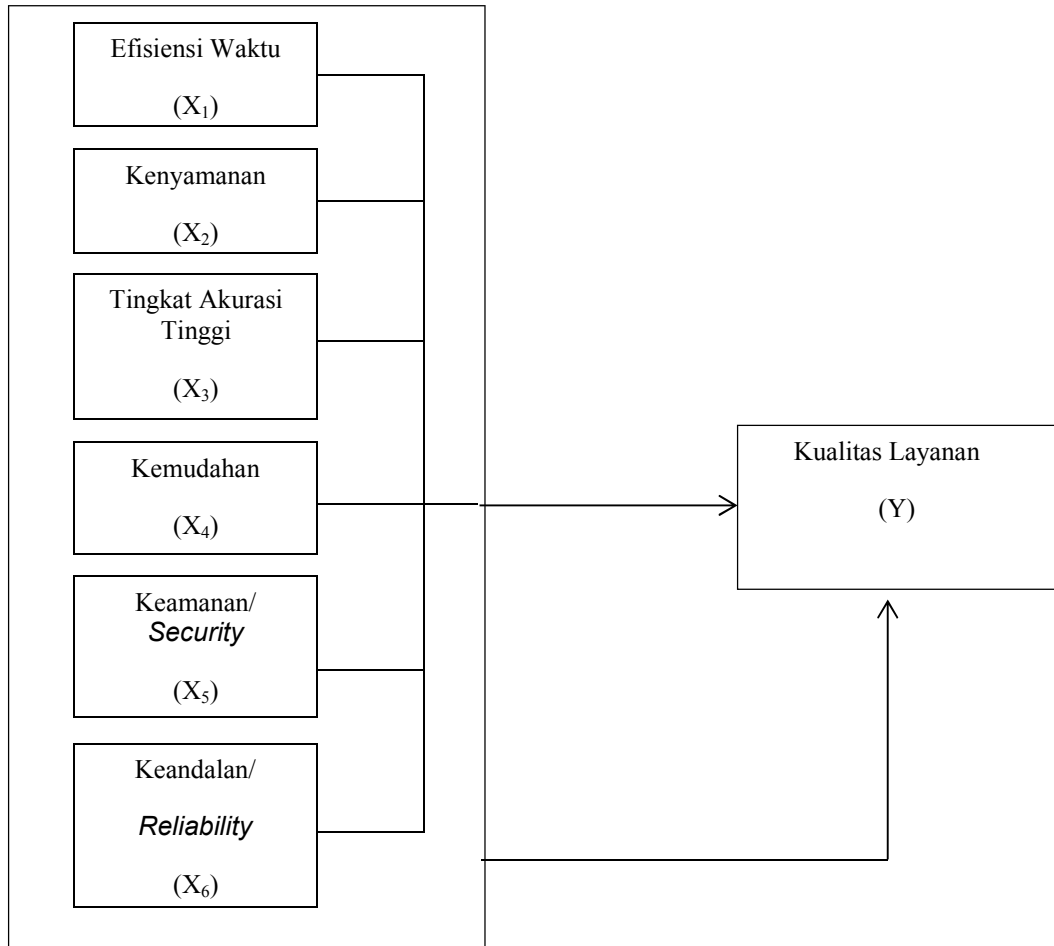 Efisiensi Waktu
(X₁)
Kenyamanan
(X₂)
Tingkat Akurasi
Tinggi
(X₃)
Kemudahan
(X₄)
Keamanan/
Security
(X₅)
Keandalan/
Reliability
(X₆)
Kualitas Layanan
(Y)